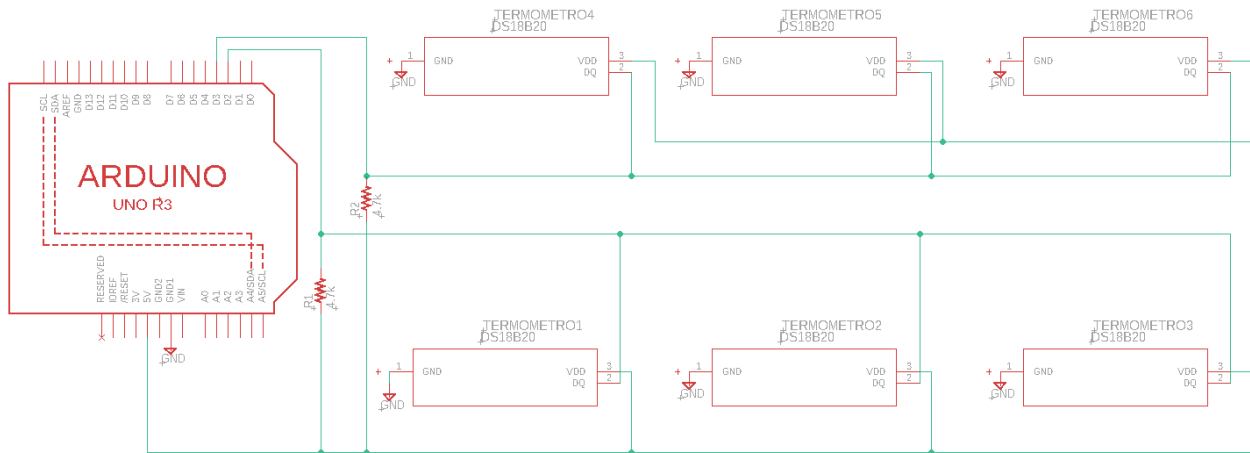 TERMOMETRO4
DS18B20
TERMOMETRO5
DS18B20
TERMOMETRO6
DS18B20
1 GND VDD 3
DQ 2
GND
1 GND VDD 3
DQ 2
GND
1 GND VDD 3
DQ 2
GND
SCL
SDA
AREF
GND
D13
D12
D11
D10
D9
D8
D7
D6
D5
D4
D3
D2
D1
D0
ARDUINO
UNO R3
RESERVED
IOREF
/RESET
3V
5V
GND2
GND1
VIN
A0
A1
A2
A3
A4/SDA
A5/SCL
GND
R2
4.7k
R1
4.7k
TERMOMETRO1
DS18B20
TERMOMETRO2
DS18B20
TERMOMETRO3
DS18B20
1 GND VDD 3
DQ 2
GND
1 GND VDD 3
DQ 2
GND
1 GND VDD 3
DQ 2
GND